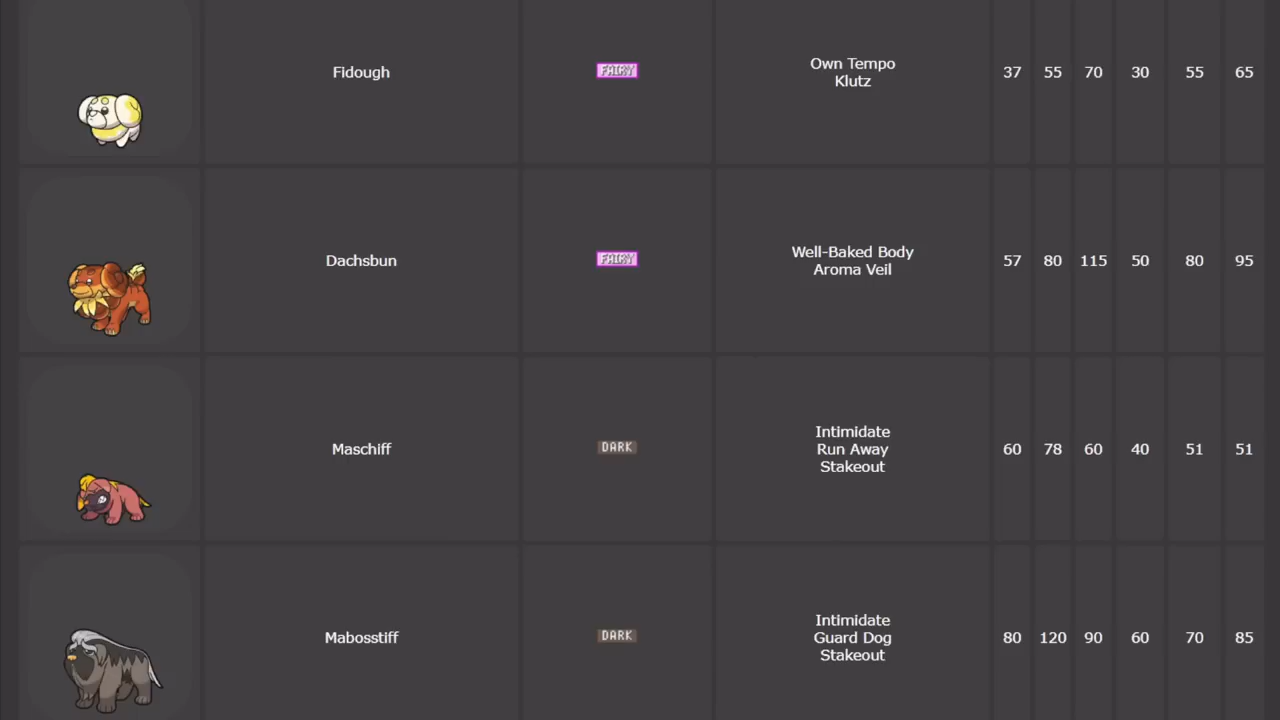 Fidough FAIRY Own Tempo 37 55 70 30 55 65
Klutz
Dachsbun FAIRY Well-Baked Body 57 80 115 50 80 95
Aroma Veil
Intimidate
Maschiff DARK Run Away 60 78 60 40 51 51
Stakeout
Intimidate
Mabosstiff DARK Guard Dog 80 120 90 60 70 85
Stakeout